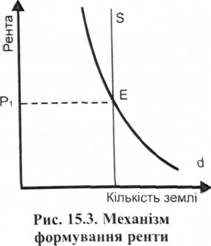 Рента
S
P₁
E
d
Кількість землі
Рис. 15.3. Механізм
формування ренти